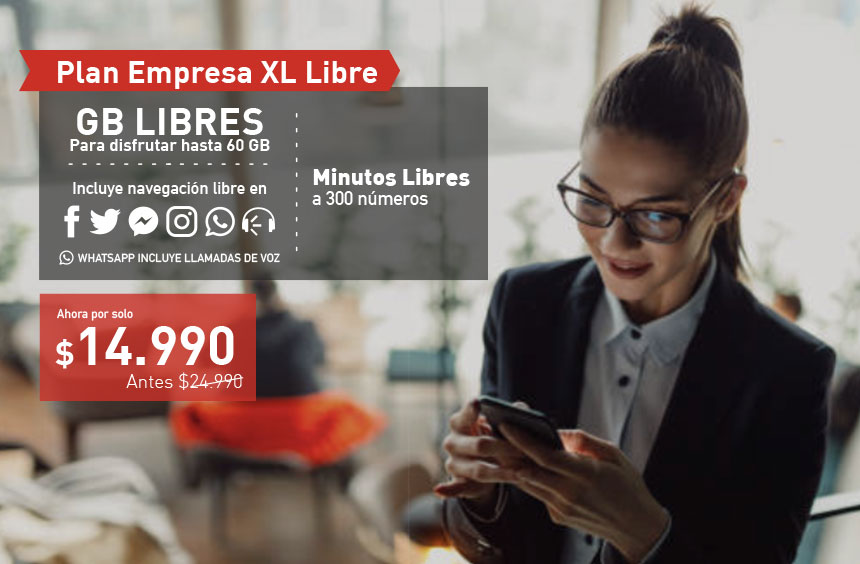 Plan Empresa XL Libre
GB LIBRES
Para disfrutar hasta 60 GB
Incluye navegación libre en
WHATSAPP INCLUYE LLAMADAS DE VOZ
Minutos Libres
a 300 números
Ahora por solo
$14.990
Antes $24.990